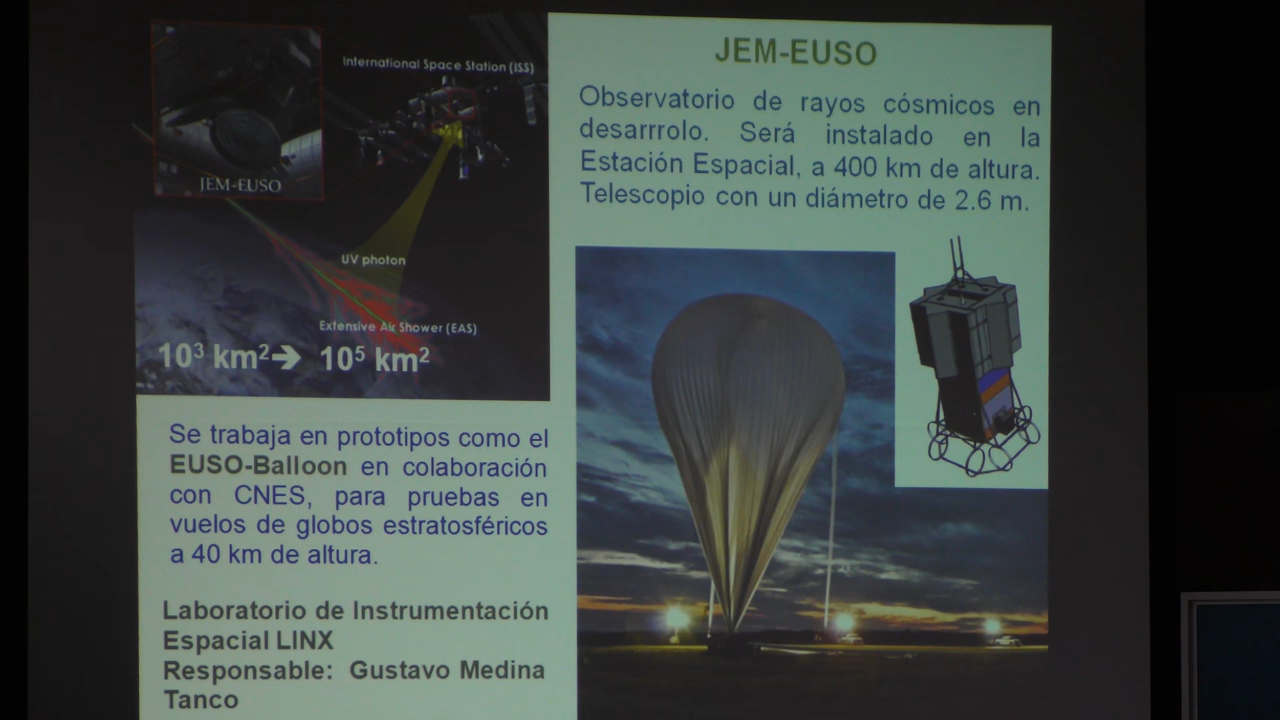 International Space Station (ISS)
JEM-EUSO
UV photon
Extensive Air Shower (EAS)
10³ km²➔ 10⁵ km²
JEM-EUSO
Observatorio de rayos cósmicos en
desarrrolo. Será instalado en la
Estación Espacial, a 400 km de altura.
Telescopio con un diámetro de 2.6 m.
Se trabaja en prototipos como el
EUSO-Balloon en colaboración
con CNES, para pruebas en
vuelos de globos estratosféricos
a 40 km de altura.
Laboratorio de Instrumentación
Espacial LINX
Responsable: Gustavo Medina
Tanco